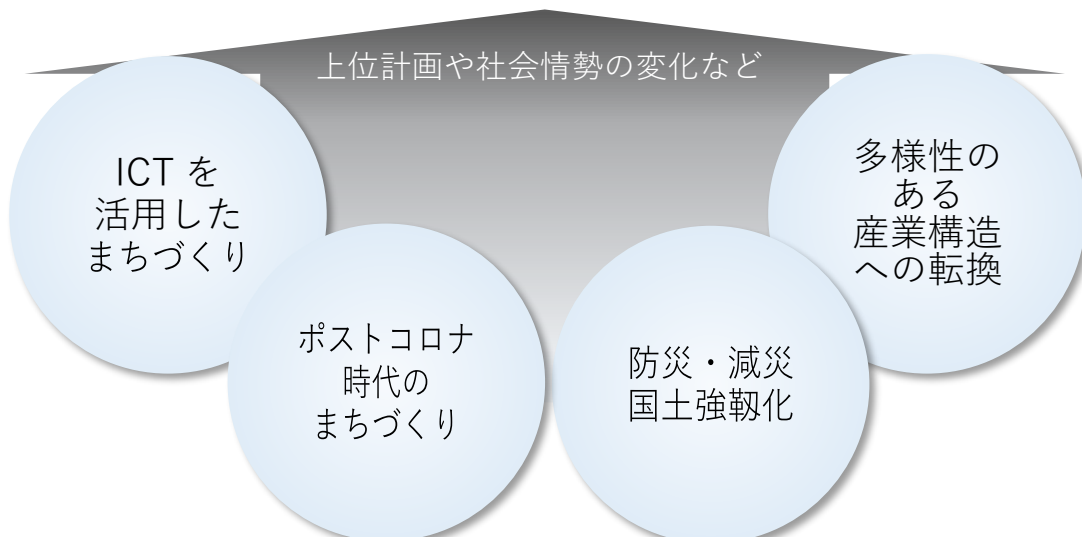 上位計画や社会情勢の変化など
ICT を
活用した
まちづくり
ポストコロナ
時代の
まちづくり
防災・減災
国土強靱化
多様性の
ある
産業構造
への転換